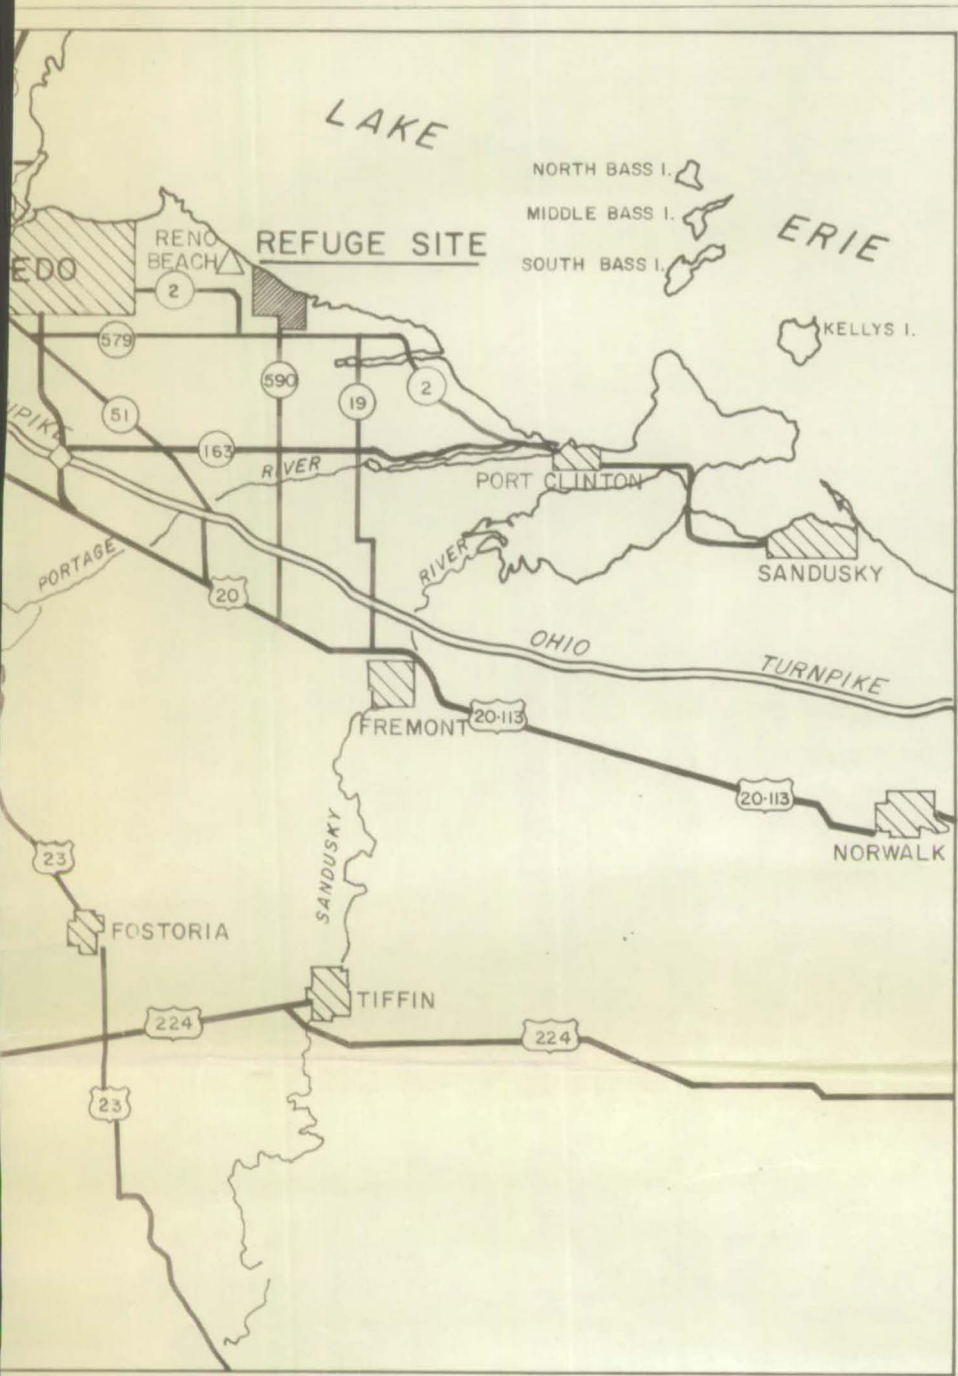 LAKE
ERIE
NORTH BASS I.
MIDDLE BASS I.
SOUTH BASS I.
KELLYS I.
RENO
BEACH
REFUGE SITE
EDO
2
579
590
19
2
51
163
NPIKE
RIVER
PORT CLINTON
PORTAGE
RIVER
SANDUSKY
20
OHIO
TURNPIKE
FREMONT
20-113
20-113
NORWALK
SANDUSKY
23
FOSTORIA
TIFFIN
224
224
23